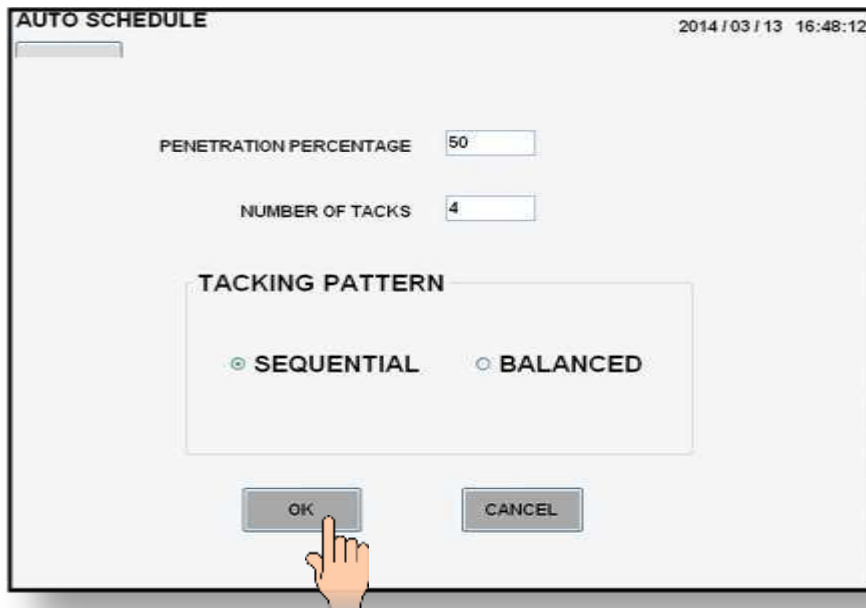 AUTO SCHEDULE
2014 / 03 / 13 16:48:12
PENETRATION PERCENTAGE 50
NUMBER OF TACKS 4
TACKING PATTERN
SEQUENTIAL BALANCED
OK CANCEL